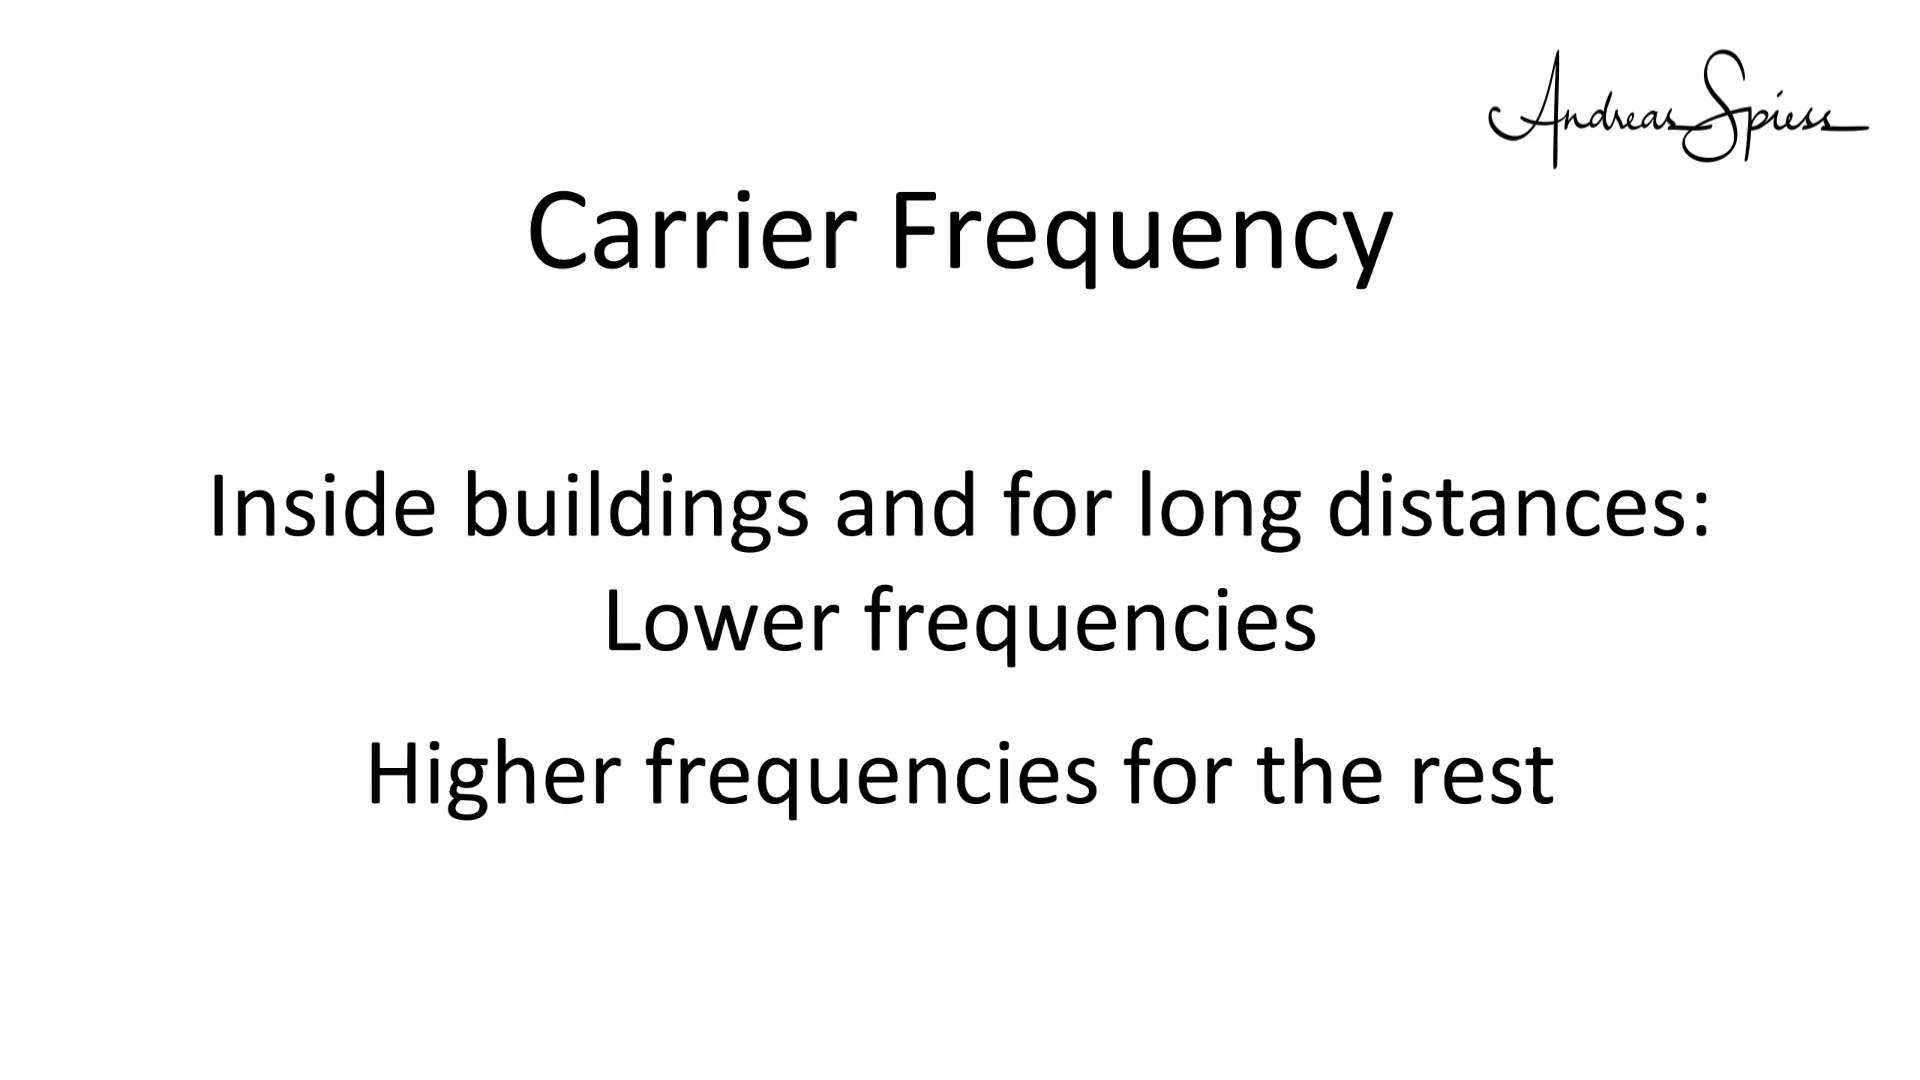 Andreas Spiess
Carrier Frequency
Inside buildings and for long distances:
Lower frequencies
Higher frequencies for the rest